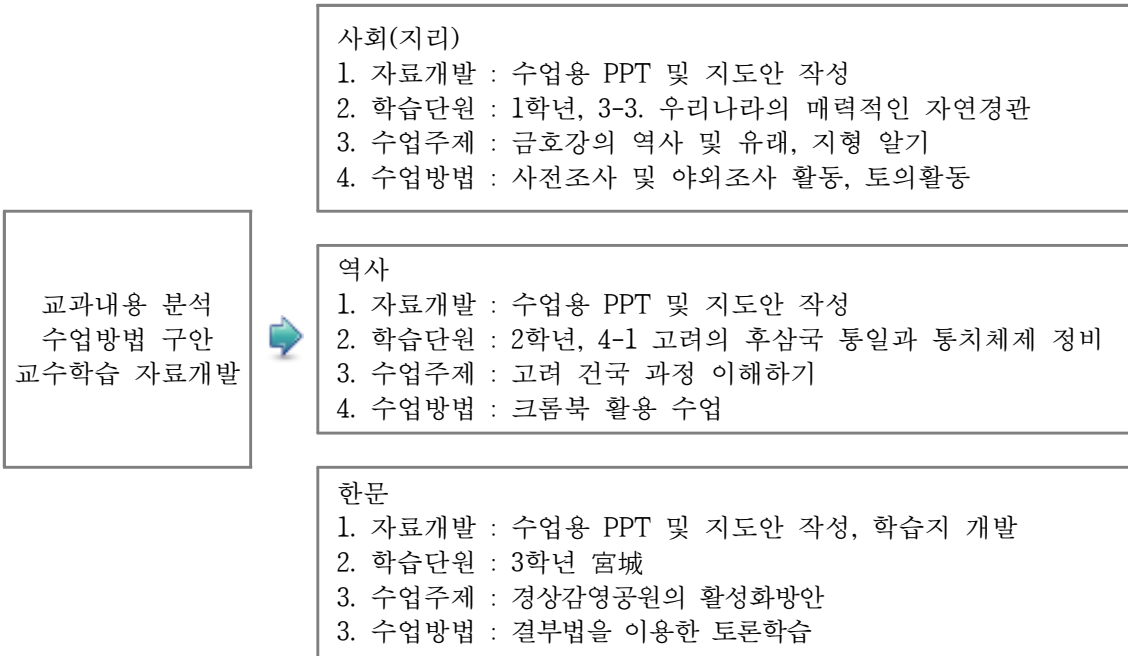 사회(지리)
1. 자료개발 : 수업용 PPT 및 지도안 작성
2. 학습단원 : 1학년, 3-3. 우리나라의 매력적인 자연경관
3. 수업주제 : 금호강의 역사 및 유래, 지형 알기
4. 수업방법 : 사전조사 및 야외조사 활동, 토의활동
교과내용 분석
수업방법 구안
교수학습 자료개발
역사
1. 자료개발 : 수업용 PPT 및 지도안 작성
2. 학습단원 : 2학년, 4-1 고려의 후삼국 통일과 통치체제 정비
3. 수업주제 : 고려 건국 과정 이해하기
4. 수업방법 : 크롬북 활용 수업
한문
1. 자료개발 : 수업용 PPT 및 지도안 작성, 학습지 개발
2. 학습단원 : 3학년 宮城
3. 수업주제 : 경상감영공원의 활성화방안
3. 수업방법 : 결부법을 이용한 토론학습